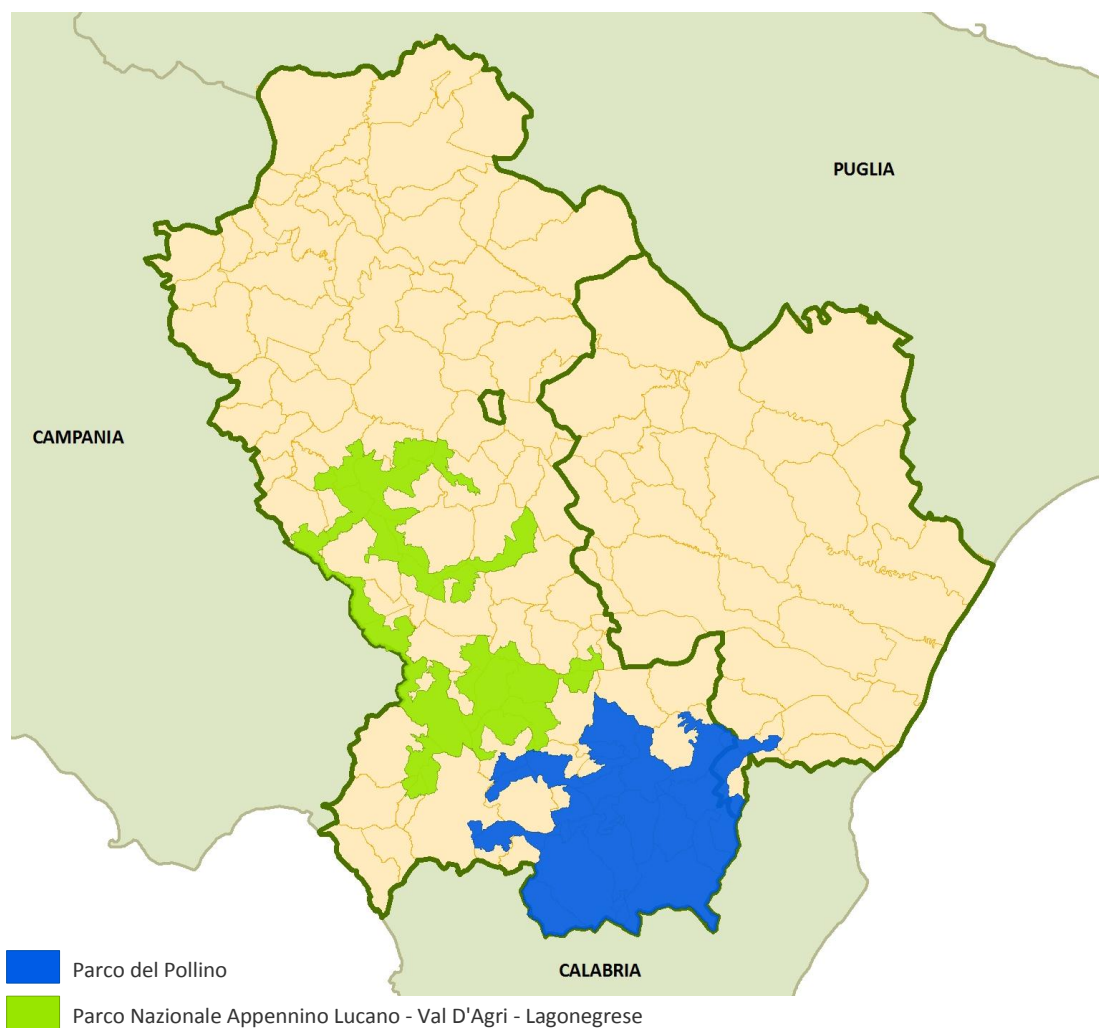 PUGLIA
CAMPANIA
CALABRIA
Parco del Pollino
Parco Nazionale Appennino Lucano - Val D'Agri - Lagonegrese